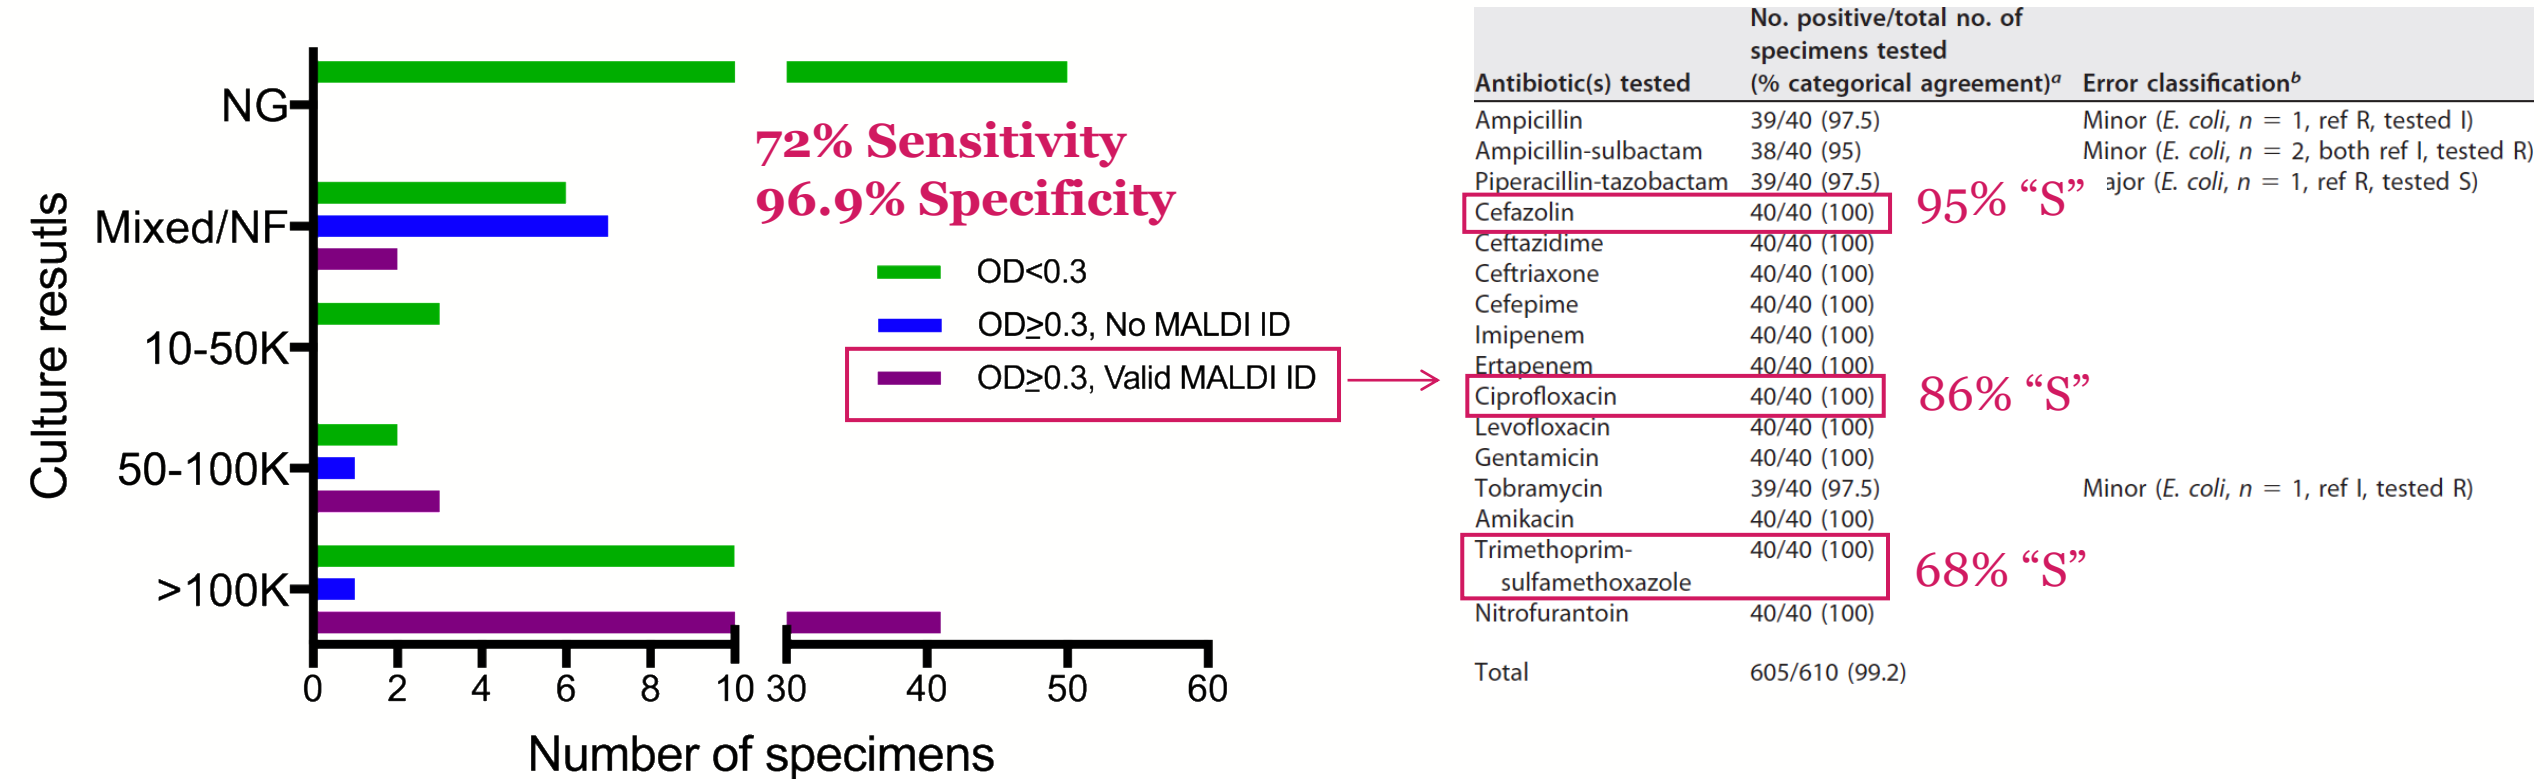 Culture resutls
NG
Mixed/NF
10-50K
50-100K
>100K
72% Sensitivity
96.9% Specificity
OD<0.3
OD≥0.3, No MALDI ID
OD≥0.3, Valid MALDI ID
0 2 4 6 8 10 30 40 50 60
Number of specimens
No. positive/total no. of
specimens tested
Antibiotic(s) tested (% categorical agreement)a Error classificationb
Ampicillin 39/40 (97.5) Minor (E. coli, n = 1, ref R, tested I)
Ampicillin-sulbactam 38/40 (95) Minor (E. coli, n = 2, both ref I, tested R)
Piperacillin-tazobactam 39/40 (97.5) ajor (E. coli, n = 1, ref R, tested S)
Cefazolin 40/40 (100) 95% “S”
Ceftazidime 40/40 (100)
Ceftriaxone 40/40 (100)
Cefepime 40/40 (100)
Imipenem 40/40 (100)
Ertapenem 40/40 (100)
Ciprofloxacin 40/40 (100) 86% “S”
Levofloxacin 40/40 (100)
Gentamicin 40/40 (100)
Tobramycin 39/40 (97.5) Minor (E. coli, n = 1, ref I, tested R)
Amikacin 40/40 (100)
Trimethoprim- 40/40 (100) 68% “S”
sulfamethoxazole
Nitrofurantoin 40/40 (100)
Total 605/610 (99.2)